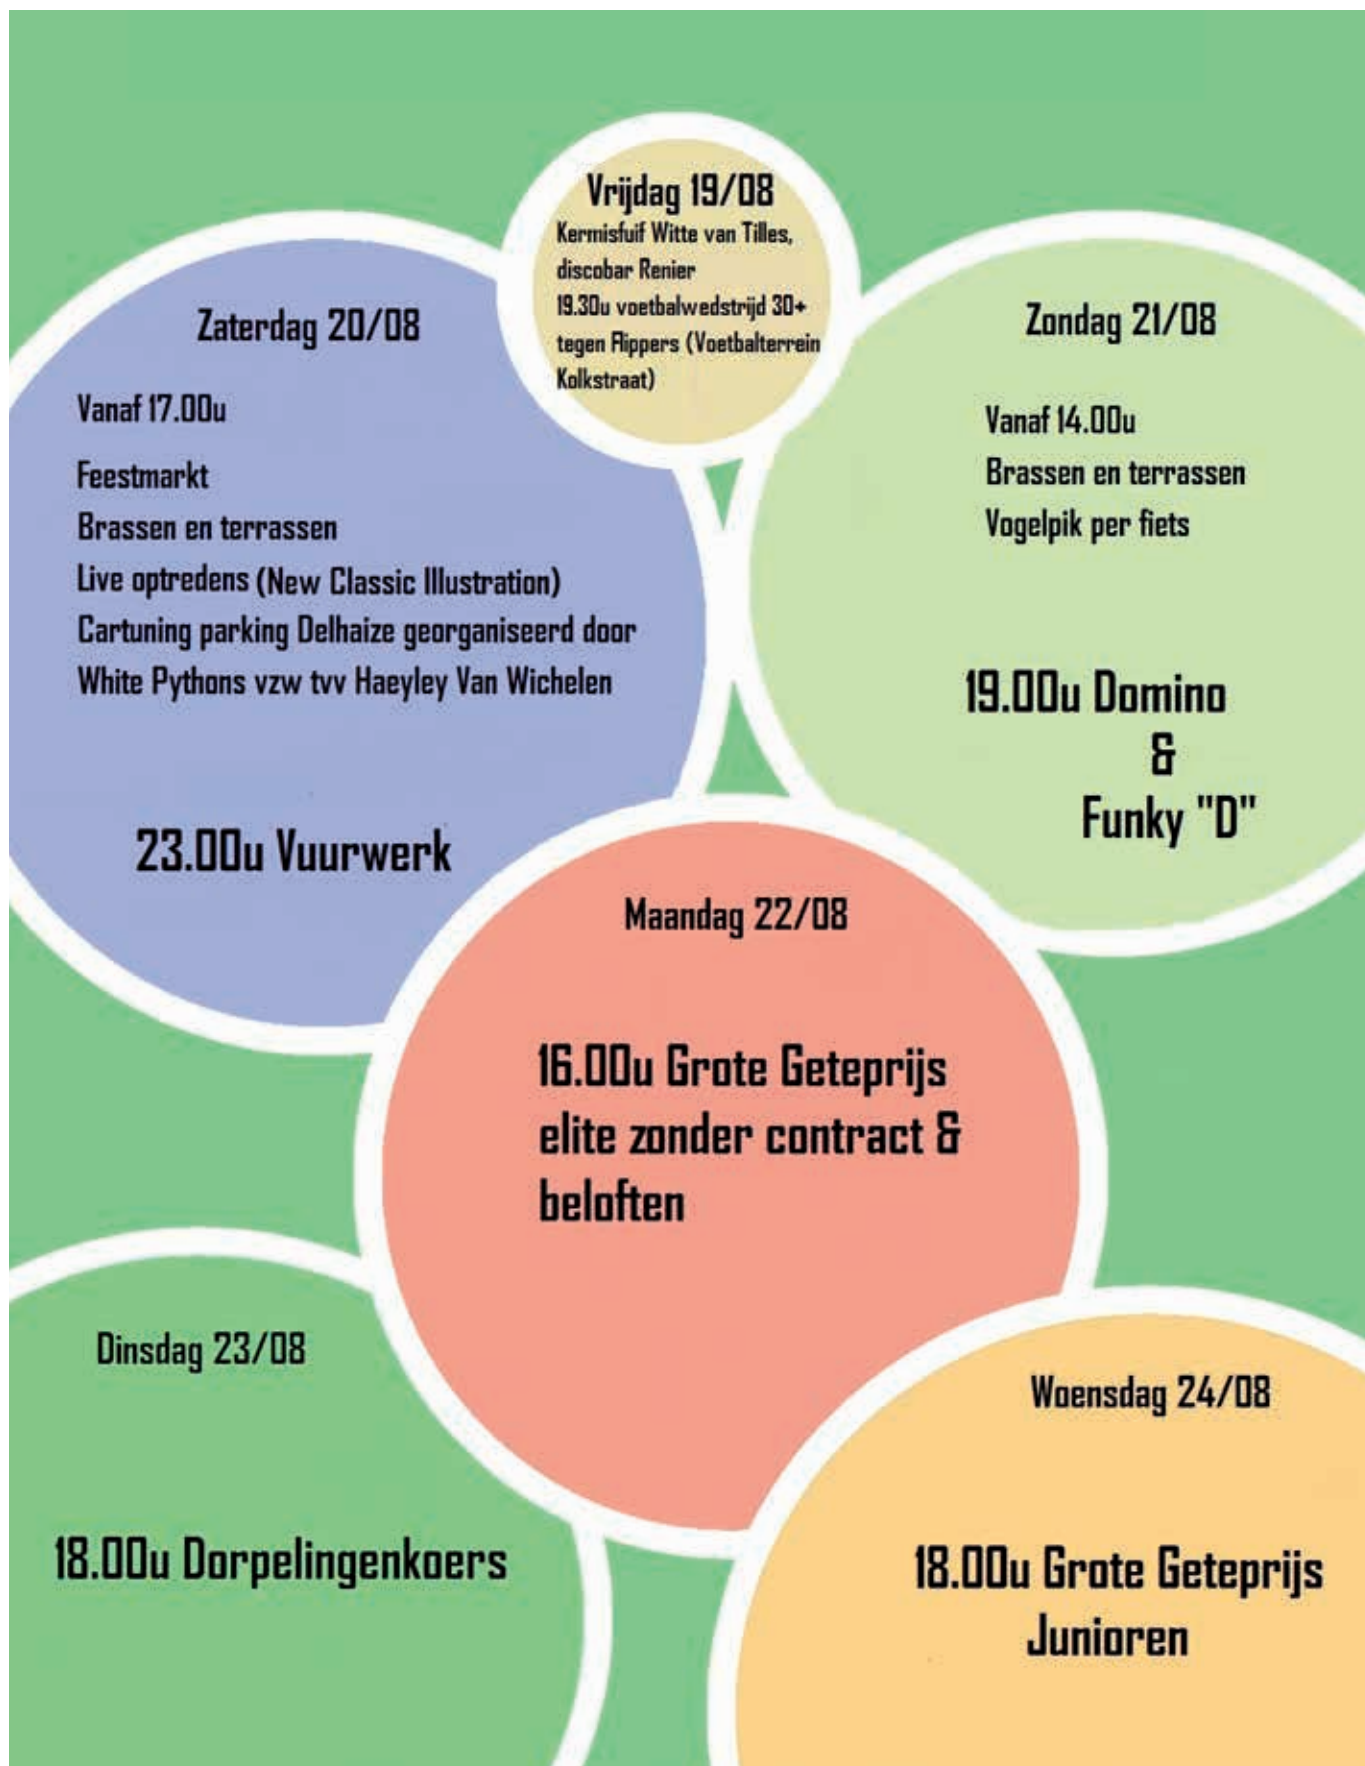 Vrijdag 19/08
Kermisfuif Witte van Tilles,
discobar Renier
19.30u voetbalwedstrijd 30+
tegen Flippers (Voetbalterrein
Kolkstraat)
Zaterdag 20/08
Vanaf 17.00u
Feestmarkt
Brassen en terrassen
Live optredens (New Classic Illustration)
Cartuning parking Delhaize georganiseerd door
White Pythons vzw tvv Haeyley Van Wichelen
23.00u Vuurwerk
Zondag 21/08
Vanaf 14.00u
Brassen en terrassen
Vogelpik per fiets
19.00u Domino
&
Funky "D"
Maandag 22/08
16.00u Grote Geteprijs
elite zonder contract &
beloften
Dinsdag 23/08
18.00u Dorpelingenkoers
Woensdag 24/08
18.00u Grote Geteprijs
Junioren